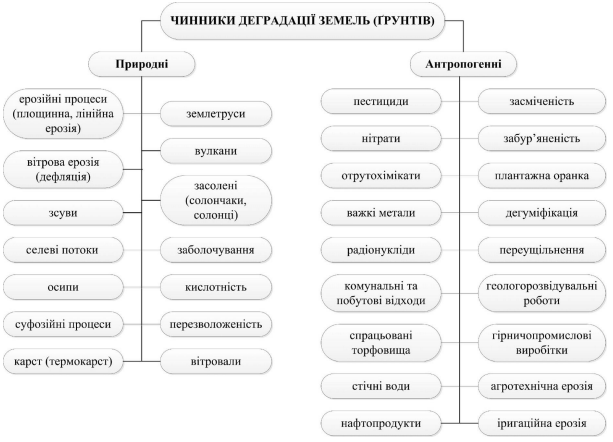 ЧИННИКИ ДЕГРАДАЦІЇ ЗЕМЕЛЬ (ҐРУНТІВ)
Природні
ерозійні процеси
(площинна, лінійна
ерозія)
вітрова ерозія
(дефляція)
зсуви
селеві потоки
осипи
суфозійні процеси
карст (термокарст)
землетруси
вулкани
засолені
(солончаки,
солонці)
заболочування
кислотність
перезволоженість
вітровали
Антропогенні
пестициди
нітрати
отрутохімікати
важкі метали
радіонукліди
комунальні та
побутові відходи
спрацьовані
торфовища
стічні води
нафтопродукти
засміченість
забур’яненість
плантажна оранка
дегуміфікація
переущільнення
геологорозвідувальні
роботи
гірничопромислові
виробітки
агротехнічна ерозія
іригаційна ерозія